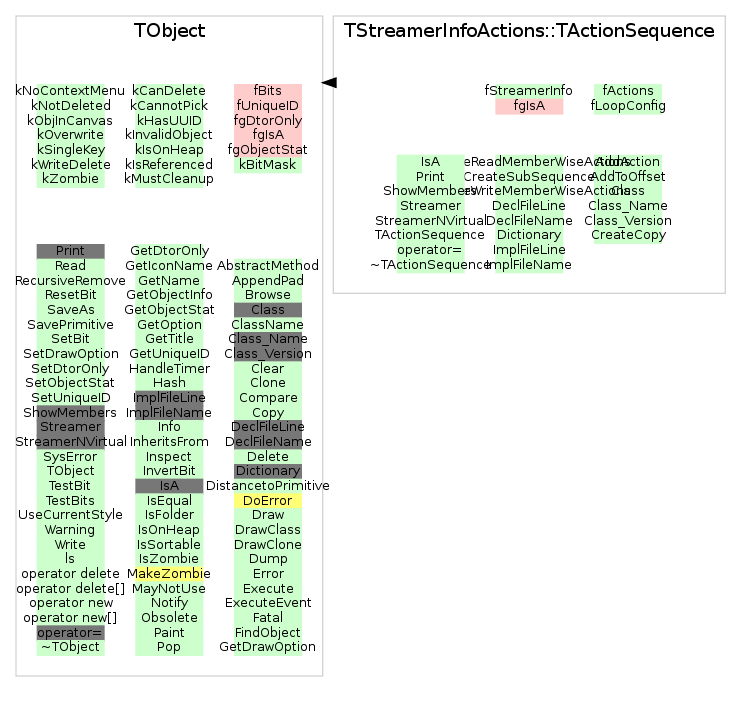 TObject
kNoContextMenu
kNotDeleted
kObjInCanvas
kOverwrite
kSingleKey
kWriteDelete
kZombie
kCanDelete
kCannotPick
kHasUUID
kInvalidObject
kIsOnHeap
kIsReferenced
kMustCleanup
fBits
fUniqueID
fgDtorOnly
fgIsA
fgObjectStat
kBitMask
Print
Read
RecursiveRemove
ResetBit
SaveAs
SavePrimitive
SetBit
SetDrawOption
SetDtorOnly
SetObjectStat
SetUniqueID
ShowMembers
Streamer
StreamerNVirtual
SysError
TObject
TestBit
TestBits
UseCurrentStyle
Warning
Write
ls
operator delete
operator delete[]
operator new
operator new[]
operator=
~TObject
GetDtorOnly
GetIconName
GetName
GetObjectInfo
GetObjectStat
GetOption
GetTitle
GetUniqueID
HandleTimer
Hash
ImplFileLine
ImplFileName
Info
InheritsFrom
Inspect
InvertBit
IsA
IsEqual
IsFolder
IsOnHeap
IsSortable
IsZombie
MakeZombie
MayNotUse
Notify
Obsolete
Paint
Pop
AbstractMethod
AppendPad
Browse
Class
ClassName
Class_Name
Class_Version
Clear
Clone
Compare
Copy
DeclFileLine
DeclFileName
Delete
Dictionary
DistancetoPrimitive
DoError
Draw
DrawClass
DrawClone
Dump
Error
Execute
ExecuteEvent
Fatal
FindObject
GetDrawOption
TStreamerInfoActions::TActionSequence
fStreamerInfo
fgIsA
fActions
fLoopConfig
IsA
Print
ShowMembers
Streamer
StreamerNVirtual
TActionSequence
operator=
~TActionSequence
eReadMemberWiseActions
CreateSubSequence
eWriteMemberWiseActions
DeclFileLine
DeclFileName
Dictionary
ImplFileLine
ImplFileName
AddAction
AddToOffset
Class
Class_Name
Class_Version
CreateCopy